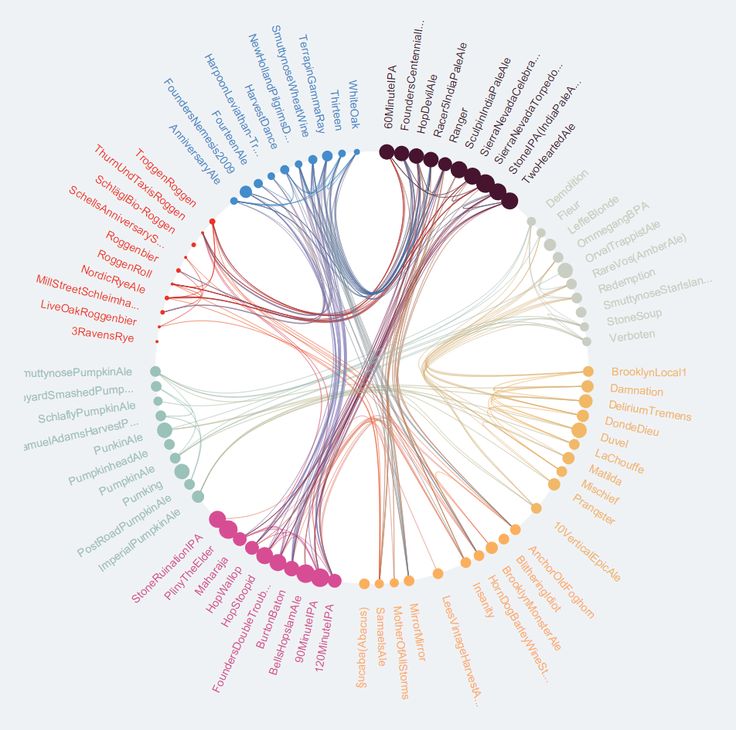 60MinuteIPA
FoundersCentenniall...
HopDevilAle
Racer5IndiaPaleAle
Ranger
SculpinIndiaPaleAle
SierraNevadaCelebra...
SierraNevadaTorpedo...
StoneIPA(IndiaPaleA...
TwoHeartedAle
Demolition
Fleur
LeffeBlonde
OmmegangBPA
OrvalTrappistAle
RareVos(AmberAle)
Redemption
SmuttynoseStarIslan...
StoneSoup
Verboten
BrooklynLocal1
Damnation
DeliriumTremens
DondeDieu
Duvel
LaChouffe
Matilda
Mischief
Pranqster
10VerticalEpicAle
AnchorOldFoghorn
BlitheringIdiot
BrooklynMonsterAle
HornDogBarleyWineSt...
Insanity
LeesVintageHarvestA...
MirrorMirror
MotherOfAllStorms
SamaelsAle
§ucaba(Abacus)
120MinuteIPA
90MinuteIPA
BellsHopslamAle
BurtonBaton
FoundersDoubleTroub...
HopStoopid
HopWallop
Maharaja
PlinyTheElder
StoneRuinationIPA
ImperialPumpkinAle
PostRoadPumpkinAle
Pumking
PumpkinAle
PumpkinheadAle
PunkinAle
amuelAdamsHarvestP...
SchlaflyPumpkinAle
yardSmashedPump...
muttynosePumpkinAle
3RavensRye
LiveOakRoggenbier
MillStreetSchleimha...
NordicRyeAle
RoggenRoll
Roggenbier
SchellsAnniversaryS...
SchläglBio-Roggen
ThurnUndTaxisRoggen
TroggenRoggen
AnniversaryAle
FoundersNemesis2009
FourteenAle
HarpoonLeviathan-Tr...
HarvestDance
NewHollandPilgrimsD...
SmuttynoseWheatWine
TerrapinGammaRay
Thirteen
WhiteOak